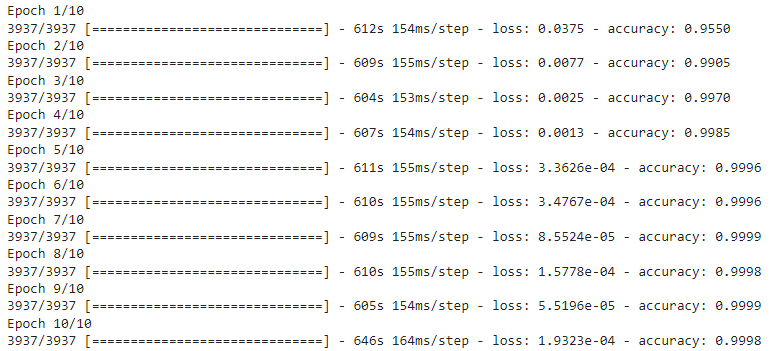 Epoch 1/10
3937/3937 [==============================] - 612s 154ms/step - loss: 0.0375 - accuracy: 0.9550
Epoch 2/10
3937/3937 [==============================] - 609s 155ms/step - loss: 0.0077 - accuracy: 0.9905
Epoch 3/10
3937/3937 [==============================] - 604s 153ms/step - loss: 0.0025 - accuracy: 0.9970
Epoch 4/10
3937/3937 [==============================] - 607s 154ms/step - loss: 0.0013 - accuracy: 0.9985
Epoch 5/10
3937/3937 [==============================] - 611s 155ms/step - loss: 3.3626e-04 - accuracy: 0.9996
Epoch 6/10
3937/3937 [==============================] - 610s 155ms/step - loss: 3.4767e-04 - accuracy: 0.9996
Epoch 7/10
3937/3937 [==============================] - 609s 155ms/step - loss: 8.5524e-05 - accuracy: 0.9999
Epoch 8/10
3937/3937 [==============================] - 610s 155ms/step - loss: 1.5778e-04 - accuracy: 0.9998
Epoch 9/10
3937/3937 [==============================] - 605s 154ms/step - loss: 5.5196e-05 - accuracy: 0.9999
Epoch 10/10
3937/3937 [==============================] - 646s 164ms/step - loss: 1.9323e-04 - accuracy: 0.9998